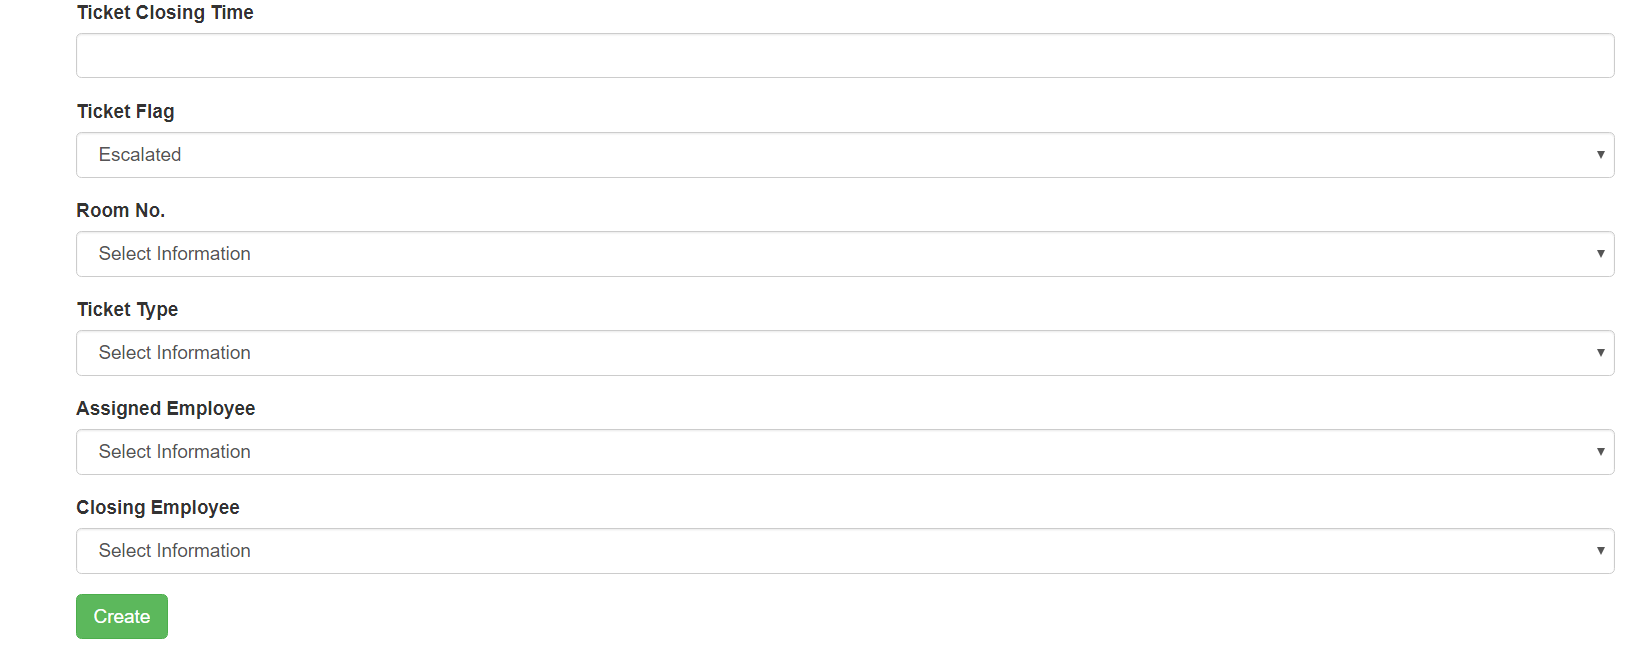 Ticket Closing Time
Ticket Flag
Escalated
Room No.
Select Information
Ticket Type
Select Information
Assigned Employee
Select Information
Closing Employee
Select Information
Create